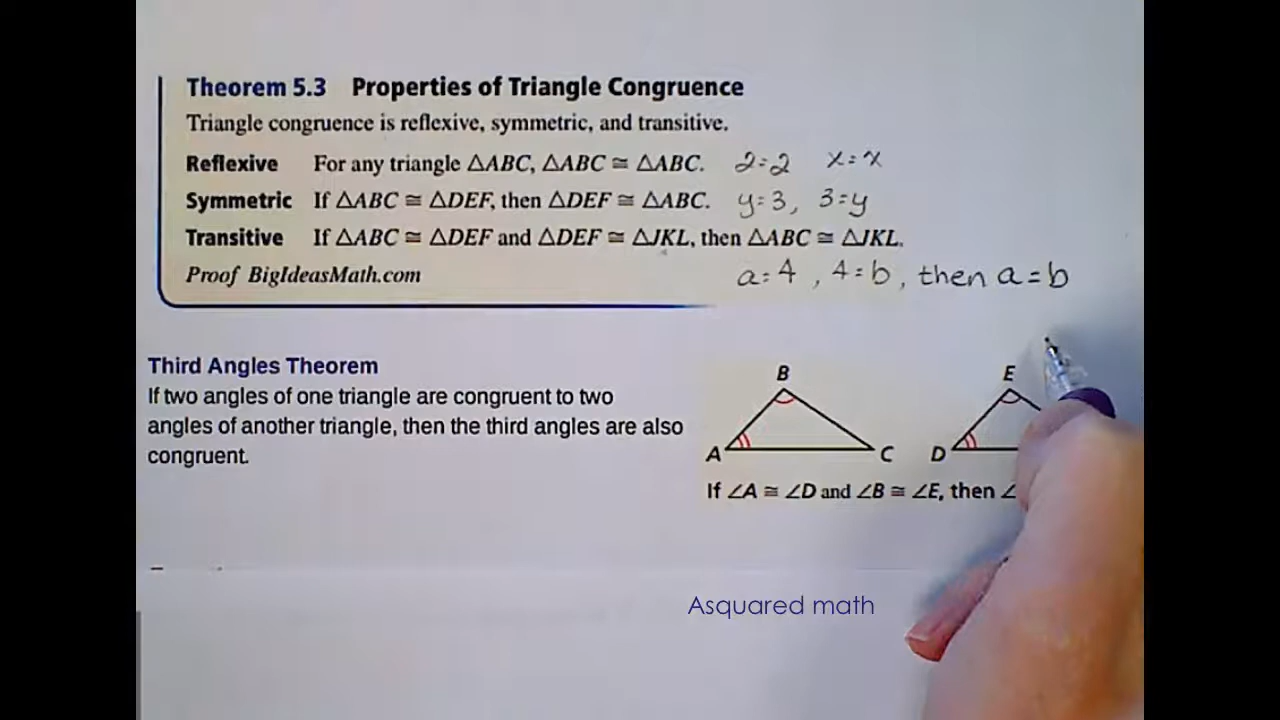 Theorem 5.3 Properties of Triangle Congruence
Triangle congruence is reflexive, symmetric, and transitive.
Reflexive For any triangle △ABC, △ABC ≅ △ABC. 2=2 x=x
Symmetric If △ABC ≅ △DEF, then △DEF ≅ △ABC. y=3, 3=y
Transitive If △ABC ≅ △DEF and △DEF ≅ △JKL, then △ABC ≅ △JKL.
Proof BigIdeasMath.com a=4, 4=b, then a=b
Third Angles Theorem
If two angles of one triangle are congruent to two
angles of another triangle, then the third angles are also
congruent.
B
E
A
C
D
If ∠A ≅ ∠D and ∠B ≅ ∠E, then ∠
Asquared math